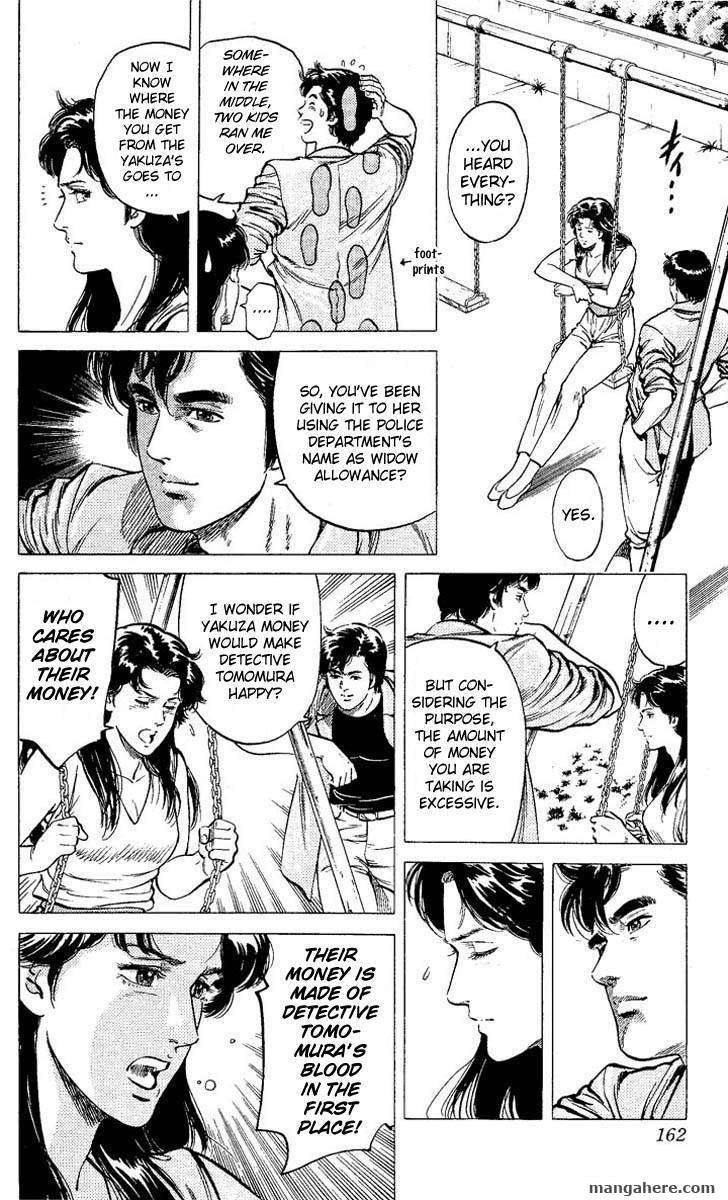 ...YOU
HEARD
EVERY-
THING?
SOME-
WHERE
IN THE
MIDDLE,
TWO KIDS
RAN ME
OVER.
foot-
prints
....
NOW I
KNOW
WHERE
THE MONEY
YOU GET
FROM THE
YAKUZA'S
GOES TO
...
SO, YOU'VE BEEN
GIVING IT TO HER
USING THE POLICE
DEPARTMENT'S
NAME AS WIDOW
ALLOWANCE?
YES.
....
BUT CON-
SIDERING THE
PURPOSE,
THE AMOUNT
OF MONEY
YOU ARE
TAKING IS
EXCESSIVE.
I WONDER IF
YAKUZA MONEY
WOULD MAKE
DETECTIVE
TOMOMURA
HAPPY?
WHO
CARES
ABOUT
THEIR
MONEY!
THEIR
MONEY IS
MADE OF
DETECTIVE
TOMO-
MURA'S
BLOOD
IN THE
FIRST
PLACE!
162
mangahere.com